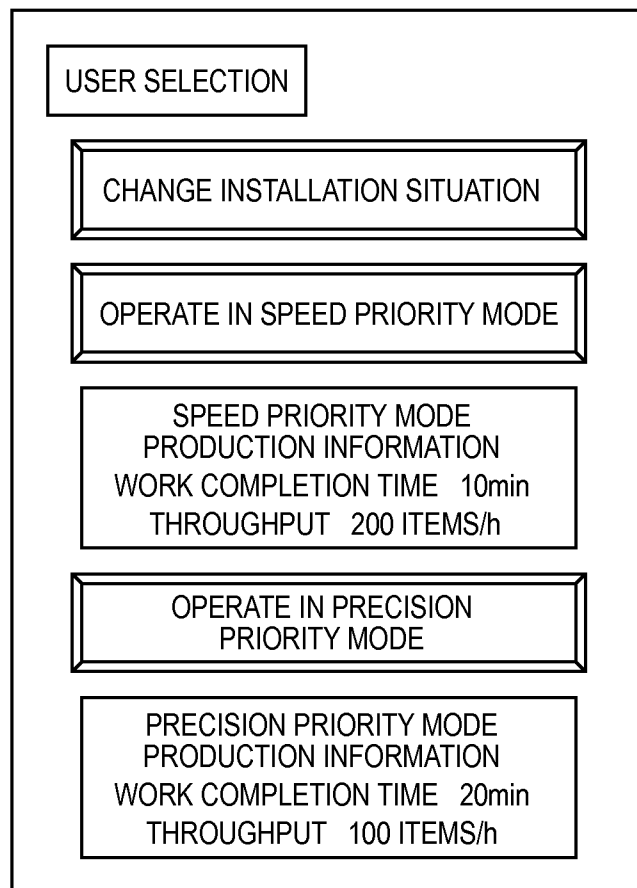 USER SELECTION
CHANGE INSTALLATION SITUATION
OPERATE IN SPEED PRIORITY MODE
SPEED PRIORITY MODE
PRODUCTION INFORMATION
WORK COMPLETION TIME 10min
THROUGHPUT 200 ITEMS/h
OPERATE IN PRECISION
PRIORITY MODE
PRECISION PRIORITY MODE
PRODUCTION INFORMATION
WORK COMPLETION TIME 20min
THROUGHPUT 100 ITEMS/h